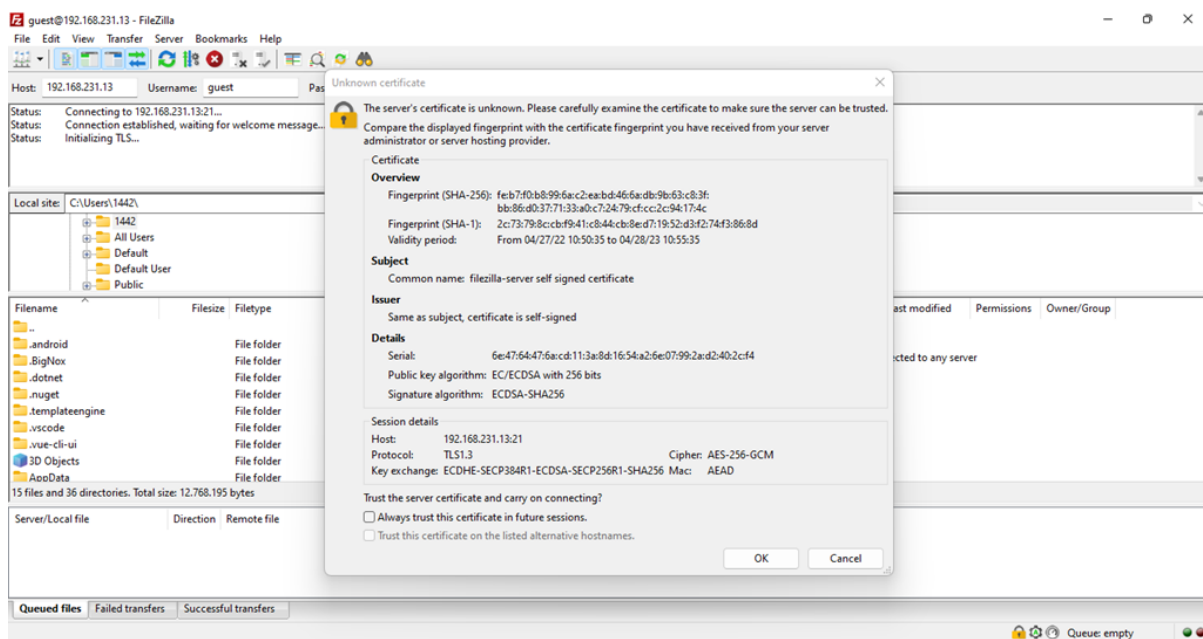 guest@192.168.231.13 - FileZilla
File Edit View Transfer Server Bookmarks Help
Host: 192.168.231.13 Username: guest Pas
Status: Connecting to 192.168.231.13:21...
Status: Connection established, waiting for welcome message...
Status: Initializing TLS...
Local site: C:\Users\1442\
1442
All Users
Default
Default User
Public
Filename Filesize Filetype
..
.android File folder
.BigNox File folder
.dotnet File folder
.nuget File folder
.templateengine File folder
.vscode File folder
.vue-cli-ui File folder
3D Objects File folder
AppData File folder
15 files and 36 directories. Total size: 12.768.195 bytes
Server/Local file Direction Remote file
Unknown certificate
The server's certificate is unknown. Please carefully examine the certificate to make sure the server can be trusted.
Compare the displayed fingerprint with the certificate fingerprint you have received from your server
administrator or server hosting provider.
Certificate
Overview
Fingerprint (SHA-256): fe:b7:f0:b8:99:6a:c2:ea:bd:46:6a:db:9b:63:c8:3f:
bb:86:d0:37:71:33:a0:c7:24:79:cf:cc:2c:94:17:4c
Fingerprint (SHA-1): 2c:73:79:8c:cb:f9:41:c8:44:cb:8e:d7:19:52:d3:f2:74:f3:86:8d
Validity period: From 04/27/22 10:50:35 to 04/28/23 10:55:35
Subject
Common name: filezilla-server self signed certificate
Issuer
Same as subject, certificate is self-signed
Details
Serial: 6e:47:64:47:6a:cd:11:3a:8d:16:54:a2:6e:07:99:2a:d2:40:2c:f4
Public key algorithm: EC/ECDSA with 256 bits
Signature algorithm: ECDSA-SHA256
Session details
Host: 192.168.231.13:21
Protocol: TLS1.3 Cipher: AES-256-GCM
Key exchange: ECDHE-SECP384R1-ECDSA-SECP256R1-SHA256 Mac: AEAD
Trust the server certificate and carry on connecting?
Always trust this certificate in future sessions.
Trust this certificate on the listed alternative hostnames.
OK Cancel
ast modified Permissions Owner/Group
cted to any server
Queued files Failed transfers Successful transfers
Queue: empty